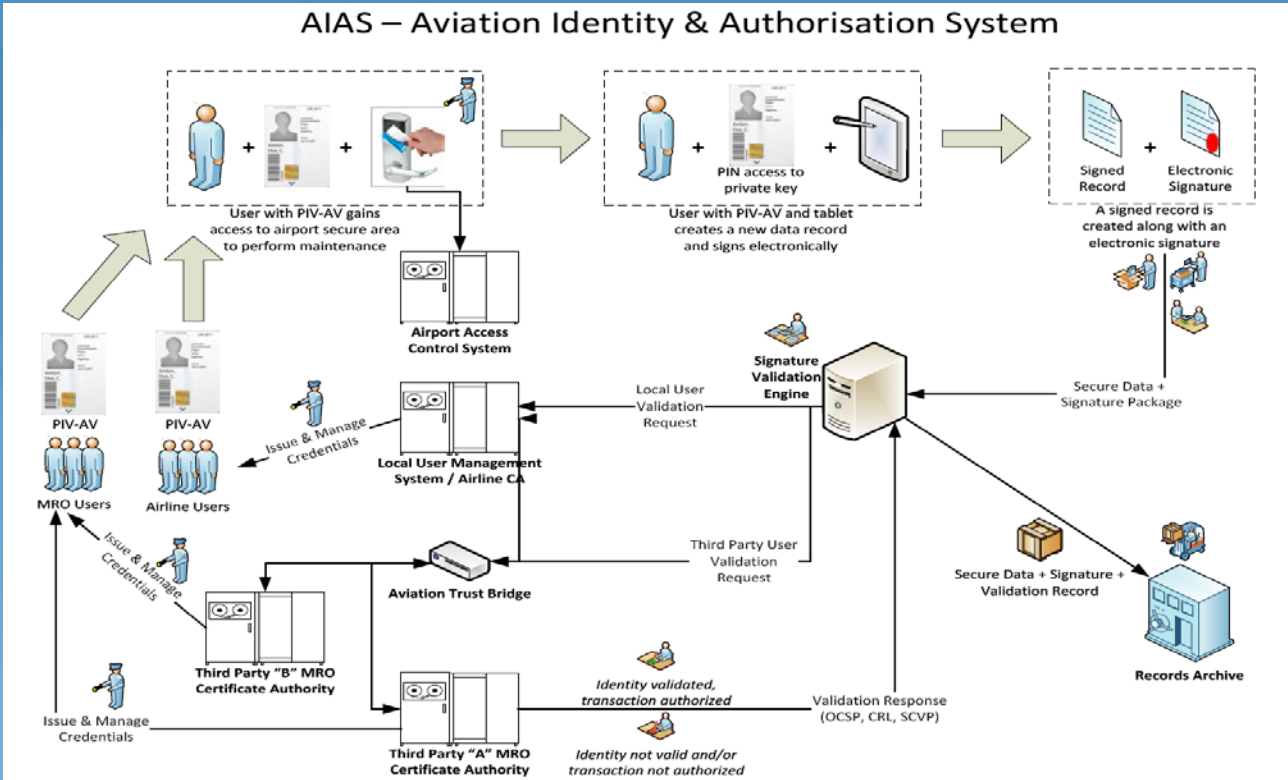 AIAS – Aviation Identity & Authorisation System
User with PIV-AV gains
access to airport secure area
to perform maintenance
PIN access to
private key
User with PIV-AV and tablet
creates a new data record
and signs electronically
Signed
Record
Electronic
Signature
A signed record is
created along with an
electronic signature
Airport Access
Control System
Signature
Validation
Engine
Secure Data +
Signature Package
Local User
Validation
Request
PIV-AV
PIV-AV
Issue & Manage
Credentials
Local User Management
System / Airline CA
MRO Users
Airline Users
Issue & Manage
Credentials
Third Party User
Validation
Request
Aviation Trust Bridge
Secure Data + Signature +
Validation Record
Third Party “B” MRO
Certificate Authority
Records Archive
Identity validated,
transaction authorized
Validation Response
(OCSP, CRL, SCVP)
Issue & Manage
Credentials
Third Party “A” MRO
Certificate Authority
Identity not valid and/or
transaction not authorized